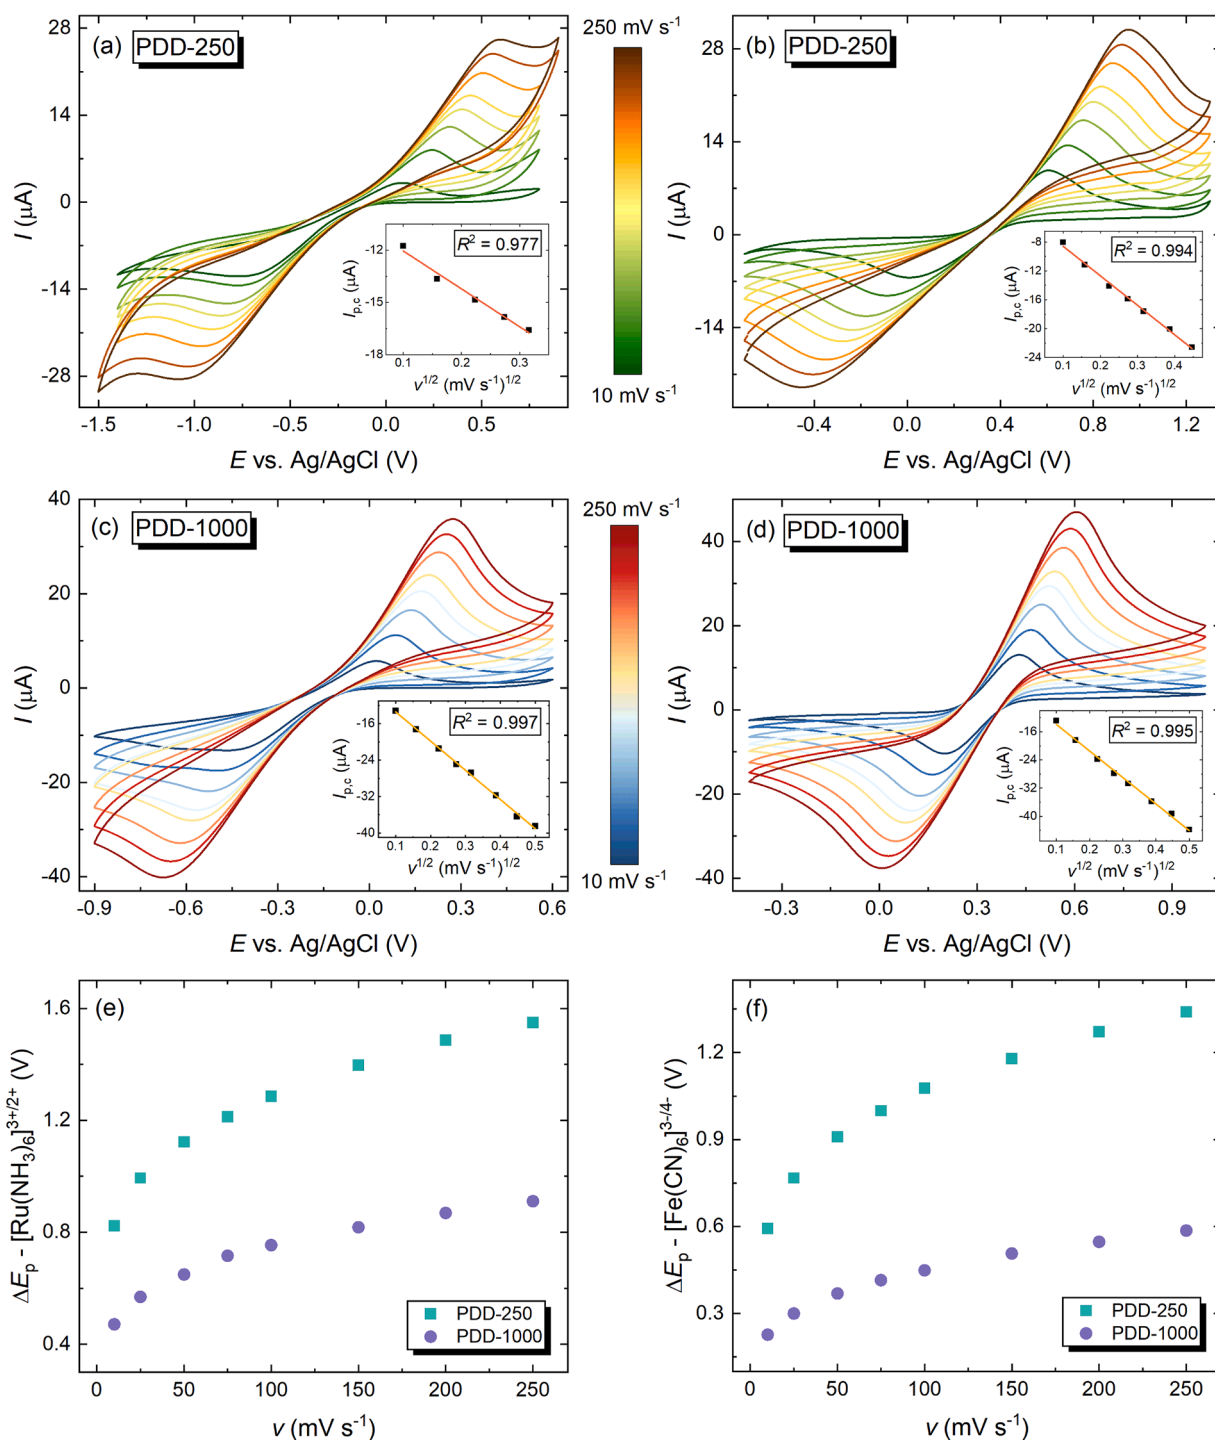 (a) PDD-250
28
14
0
-14
-28
I (µA)
-1.5 -1.0 -0.5 0.0 0.5
E vs. Ag/AgCl (V)
R² = 0.977
-12
-15
-18
I p,c (µA)
0.1 0.2 0.3
v^1/2 (mV s⁻¹)^1/2
250 mV s⁻¹
10 mV s⁻¹
(b) PDD-250
28
14
0
-14
I (µA)
-0.4 0.0 0.4 0.8 1.2
E vs. Ag/AgCl (V)
R² = 0.994
-8
-12
-16
-20
-24
I p,c (µA)
0.1 0.2 0.3 0.4
v^1/2 (mV s⁻¹)^1/2
(c) PDD-1000
40
20
0
-20
-40
I (µA)
-0.9 -0.6 -0.3 0.0 0.3 0.6
E vs. Ag/AgCl (V)
R² = 0.997
-16
-24
-32
-40
I p,c (µA)
0.1 0.2 0.3 0.4 0.5
v^1/2 (mV s⁻¹)^1/2
250 mV s⁻¹
10 mV s⁻¹
(d) PDD-1000
40
20
0
-20
-40
I (µA)
-0.3 0.0 0.3 0.6 0.9
E vs. Ag/AgCl (V)
R² = 0.995
-16
-24
-32
-40
I p,c (µA)
0.1 0.2 0.3 0.4 0.5
v^1/2 (mV s⁻¹)^1/2
(e)
1.6
1.2
0.8
0.4
ΔEp - [Ru(NH₃)₆]³⁺/²⁺ (V)
PDD-250
PDD-1000
0 50 100 150 200 250
v (mV s⁻¹)
(f)
1.2
0.9
0.6
0.3
ΔEp - [Fe(CN)₆]³⁻/⁴⁻ (V)
PDD-250
PDD-1000
0 50 100 150 200 250
v (mV s⁻¹)